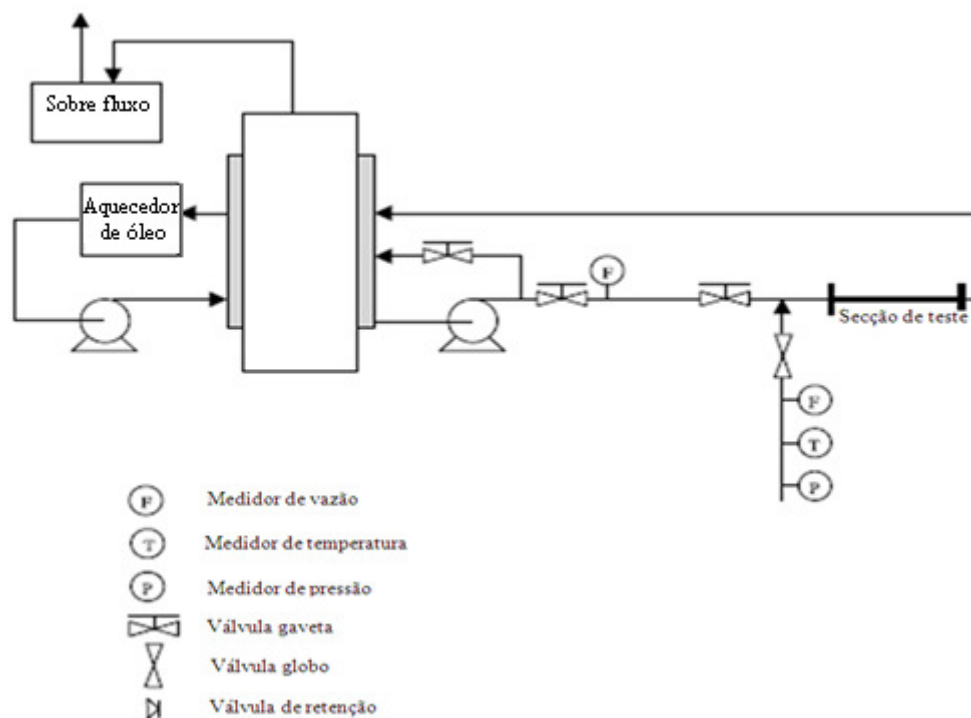 Sobre fluxo
Aquecedor
de óleo
F
Secção de teste
F
T
P
F Medidor de vazão
T Medidor de temperatura
P Medidor de pressão
Válvula gaveta
Válvula globo
Válvula de retenção